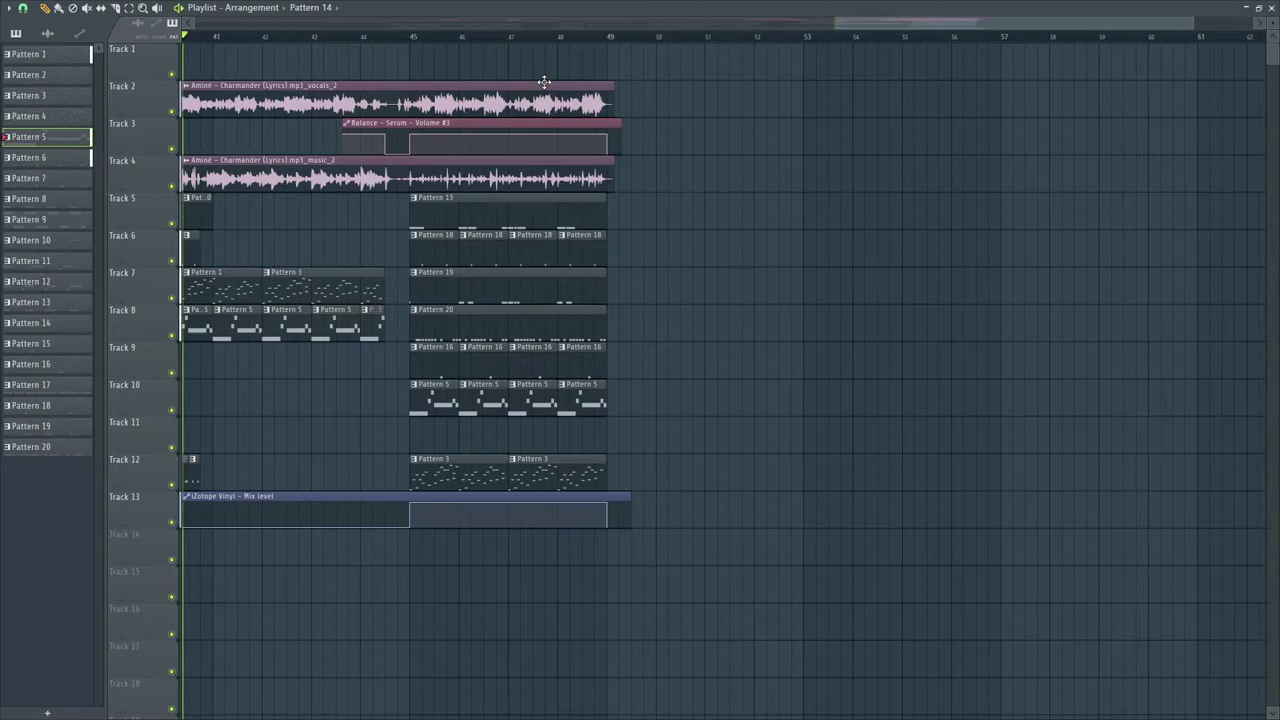 Playlist - Arrangement › Pattern 14
NOTE CHAN PAT
41 42 43 44 45 46 47 48 49 50 51 52 53 54 55 56 57 58 59 60 61 62
Pattern 1
Pattern 2
Pattern 3
Pattern 4
Pattern 5
Pattern 6
Pattern 7
Pattern 8
Pattern 9
Pattern 10
Pattern 11
Pattern 12
Pattern 13
Pattern 14
Pattern 15
Pattern 16
Pattern 17
Pattern 18
Pattern 19
Pattern 20
Track 1
Track 2
Aminé - Charmander (Lyrics).mp3_vocals_2
Track 3
Balance - Serum - Volume #3
Track 4
Aminé - Charmander (Lyrics).mp3_music_2
Track 5
Pat..0 Pattern 13
Track 6
Pattern 18 Pattern 18 Pattern 18 Pattern 18
Track 7
Pattern 1 Pattern 3 Pattern 19
Track 8
Pa..5 Pattern 5 Pattern 5 Pattern 5 P..5 Pattern 20
Track 9
Pattern 16 Pattern 16 Pattern 16 Pattern 16
Track 10
Pattern 5 Pattern 5 Pattern 5 Pattern 5
Track 11
Track 12
Pattern 3 Pattern 3
Track 13
iZotope Vinyl - Mix level
Track 14
Track 15
Track 16
Track 17
Track 18